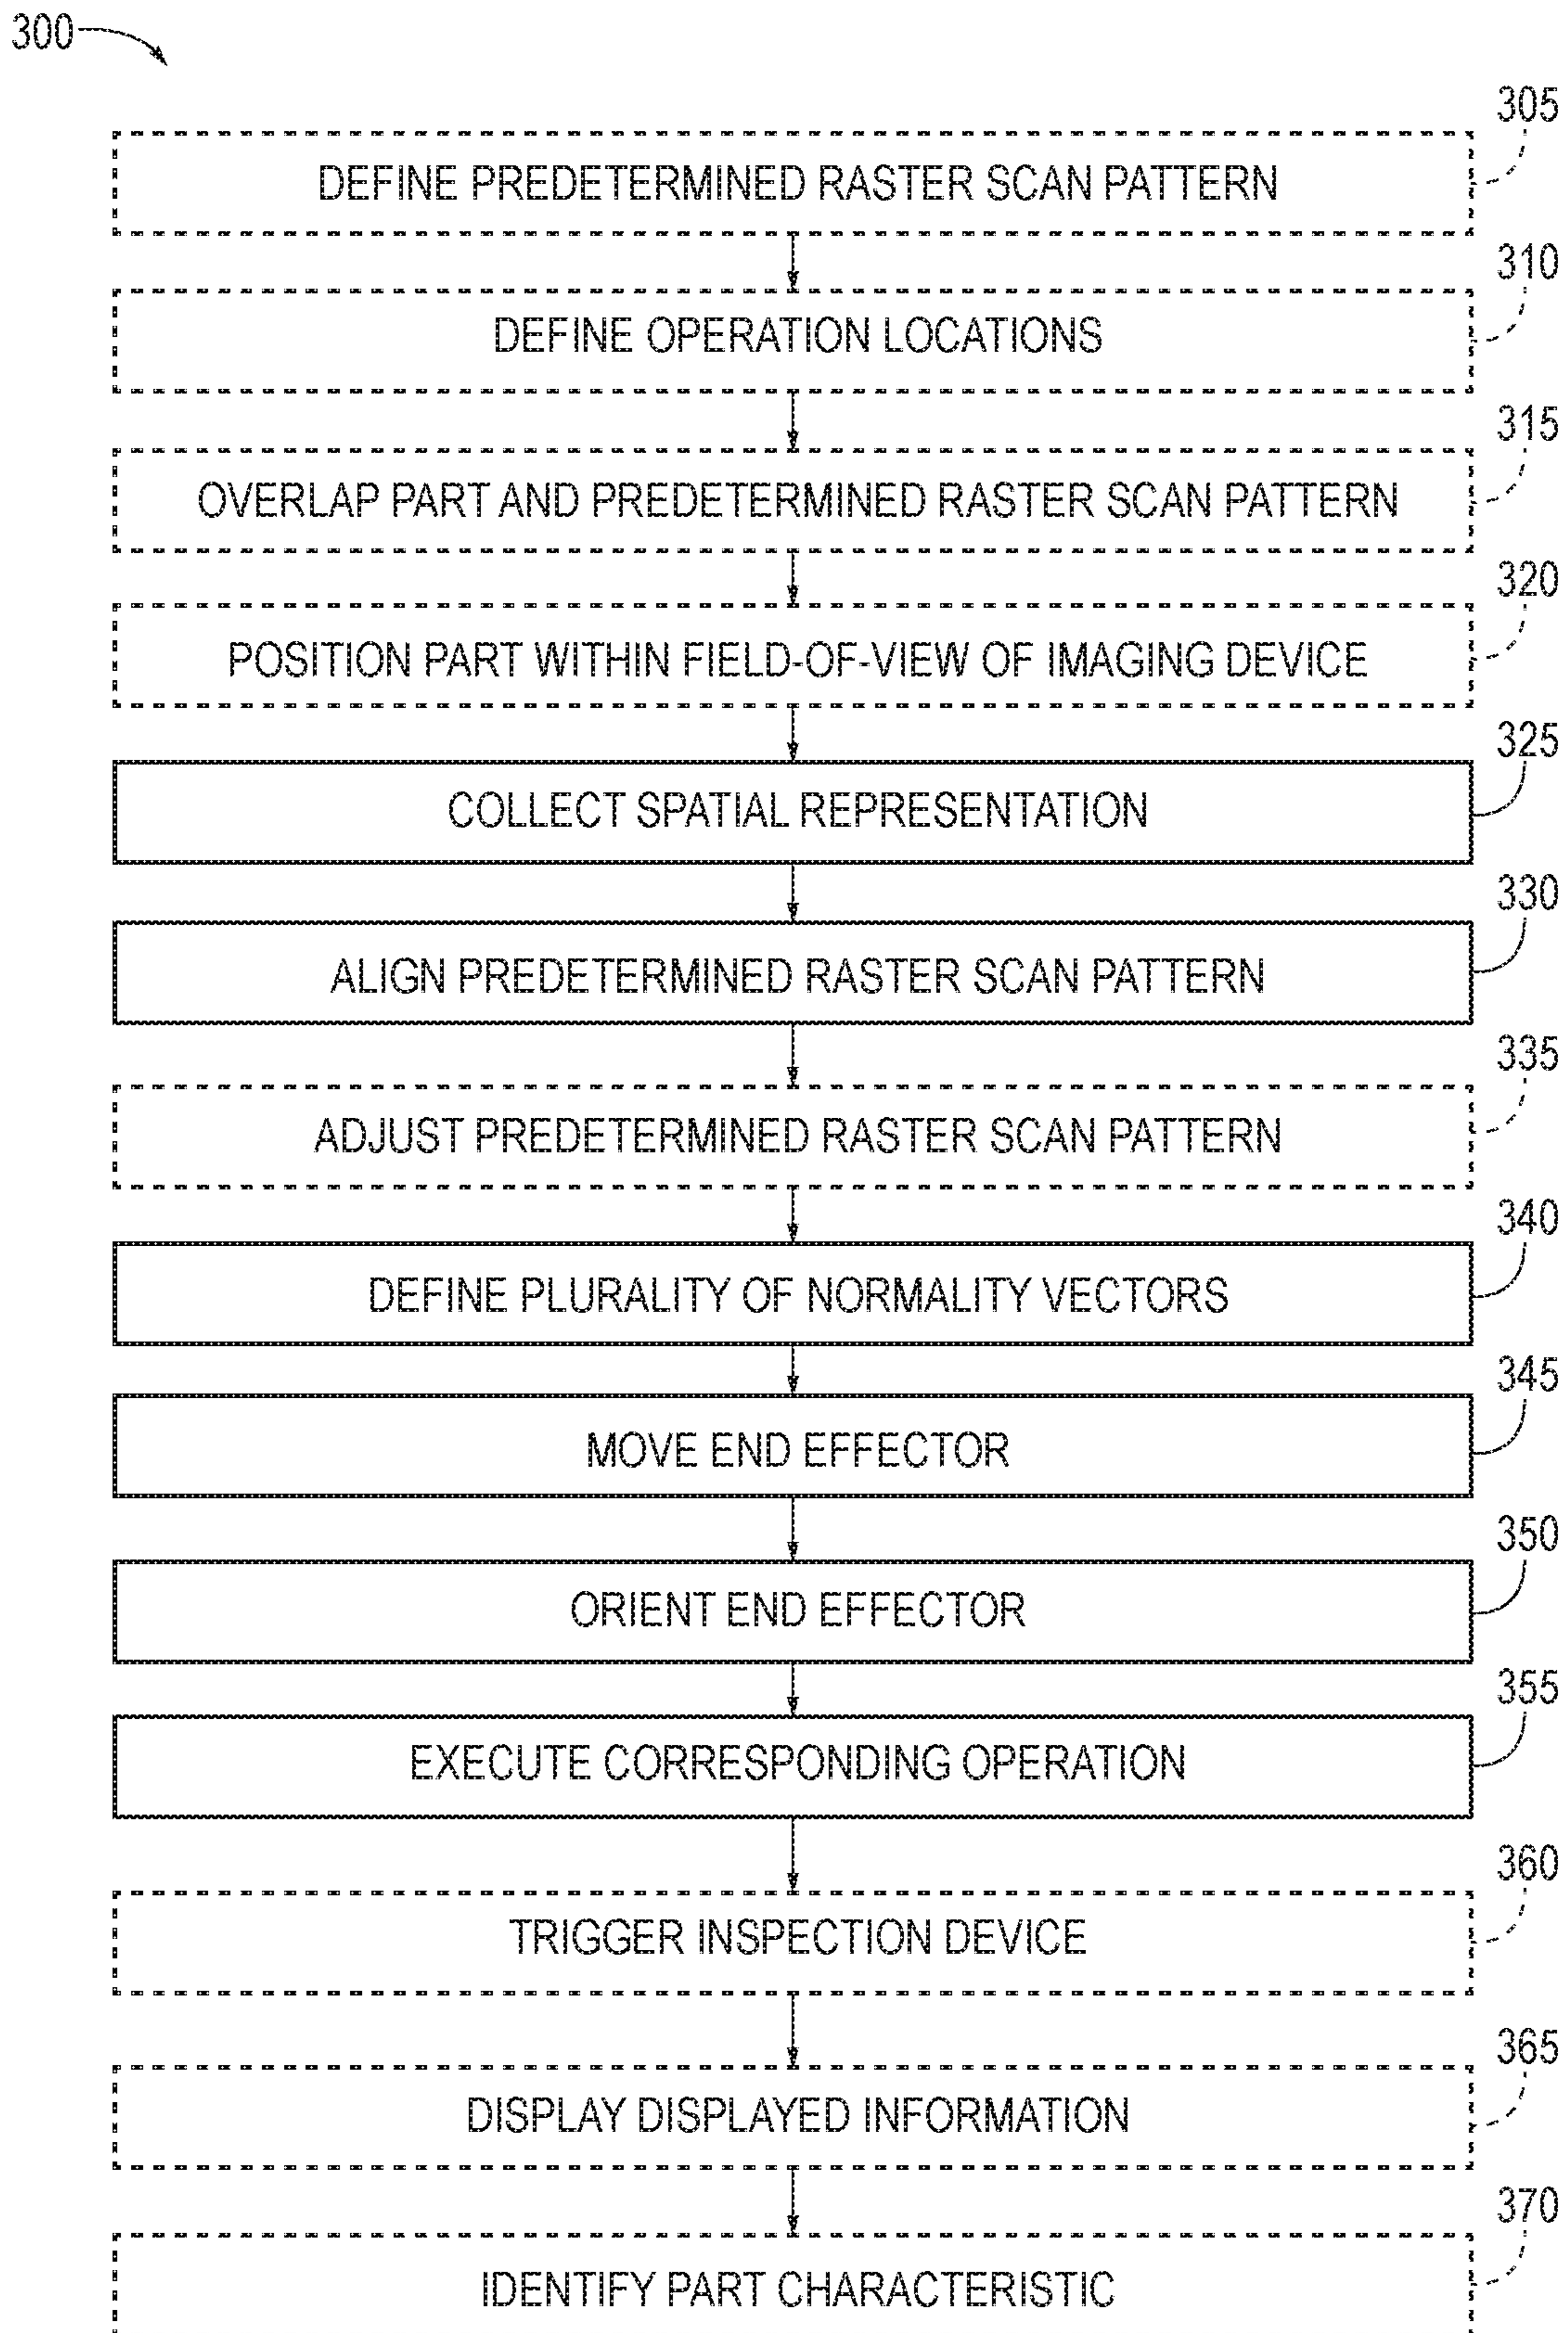 300
305
DEFINE PREDETERMINED RASTER SCAN PATTERN
310
DEFINE OPERATION LOCATIONS
315
OVERLAP PART AND PREDETERMINED RASTER SCAN PATTERN
320
POSITION PART WITHIN FIELD-OF-VIEW OF IMAGING DEVICE
325
COLLECT SPATIAL REPRESENTATION
330
ALIGN PREDETERMINED RASTER SCAN PATTERN
335
ADJUST PREDETERMINED RASTER SCAN PATTERN
340
DEFINE PLURALITY OF NORMALITY VECTORS
345
MOVE END EFFECTOR
350
ORIENT END EFFECTOR
355
EXECUTE CORRESPONDING OPERATION
360
TRIGGER INSPECTION DEVICE
365
DISPLAY DISPLAYED INFORMATION
370
IDENTIFY PART CHARACTERISTIC